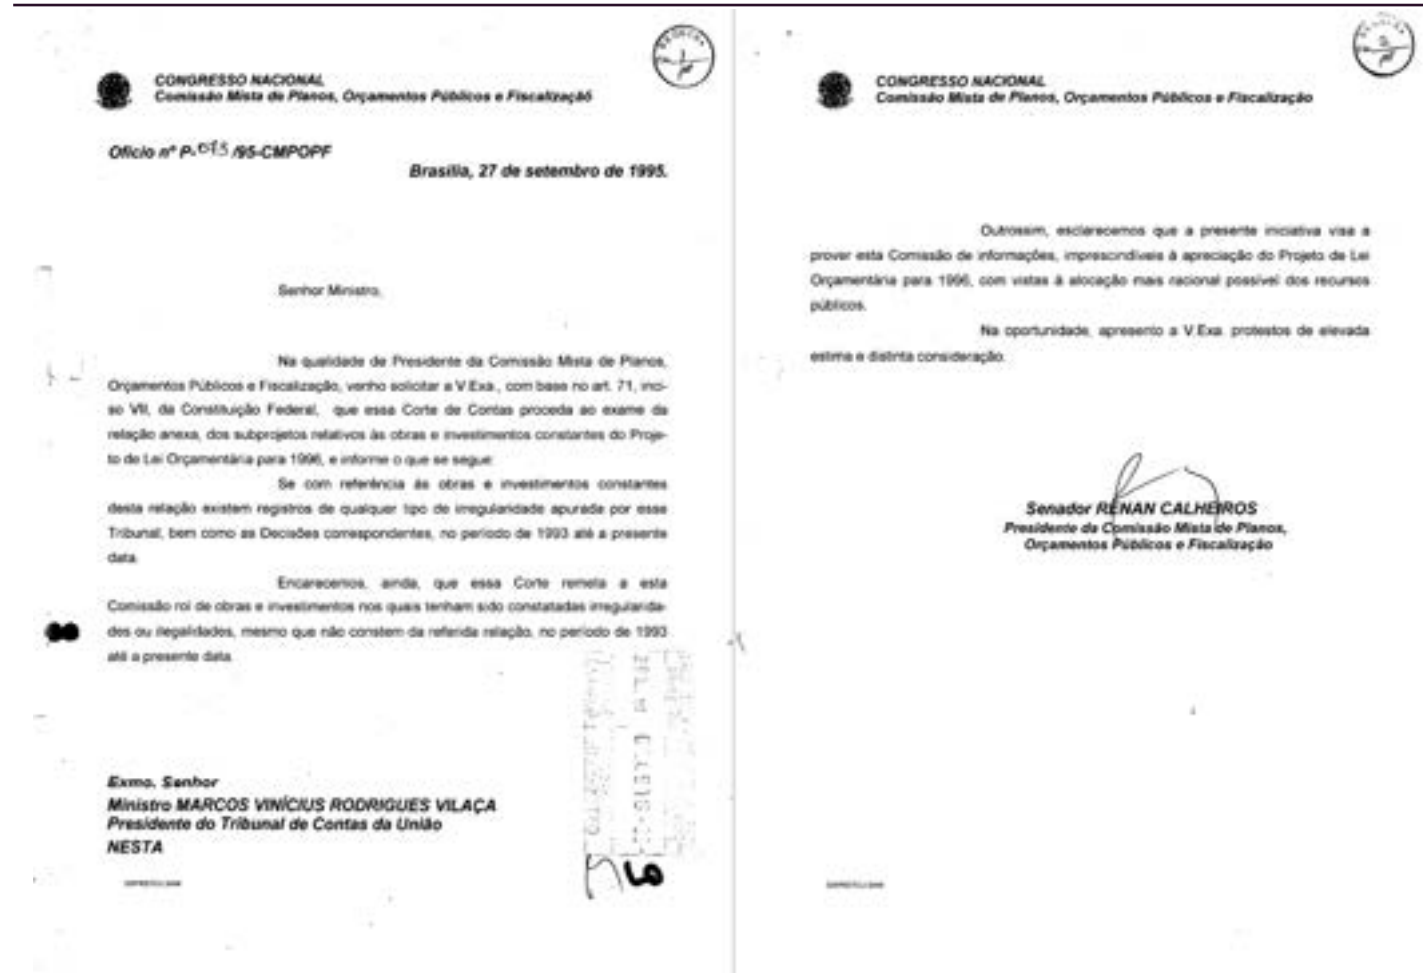 CONGRESSO NACIONAL
Comissão Mista de Planos, Orçamentos Públicos e Fiscalização
Ofício nº P-073/95-CMPOPF
Brasília, 27 de setembro de 1995.
Senhor Ministro,
Na qualidade de Presidente da Comissão Mista de Planos,
Orçamentos Públicos e Fiscalização, venho solicitar a V.Exa., com base no art. 71, inci-
so VII, da Constituição Federal, que essa Corte de Contas proceda ao exame da
relação anexa, dos subprojetos relativos às obras e investimentos constantes do Proje-
to de Lei Orçamentária para 1996, e informe o que se segue:
Se com referência às obras e investimentos constantes
desta relação existem registros de qualquer tipo de irregularidade apurada por esse
Tribunal, bem como as Decisões correspondentes, no período de 1993 até a presente
data.
Encarecemos, ainda, que essa Corte remeta a esta
Comissão rol de obras e investimentos nos quais tenham sido constatadas irregularida-
des ou ilegalidades, mesmo que não constem da referida relação, no período de 1993
até a presente data.
Exmo. Senhor
Ministro MARCOS VINÍCIUS RODRIGUES VILAÇA
Presidente do Tribunal de Contas da União
NESTA
CONGRESSO NACIONAL
Comissão Mista de Planos, Orçamentos Públicos e Fiscalização
Outrossim, esclarecemos que a presente iniciativa visa a
prover esta Comissão de informações, imprescindíveis à apreciação do Projeto de Lei
Orçamentária para 1996, com vistas à alocação mais racional possível dos recursos
públicos.
Na oportunidade, apresento a V.Exa. protestos de elevada
estima e distinta consideração.
Senador RENAN CALHEIROS
Presidente da Comissão Mista de Planos,
Orçamentos Públicos e Fiscalização